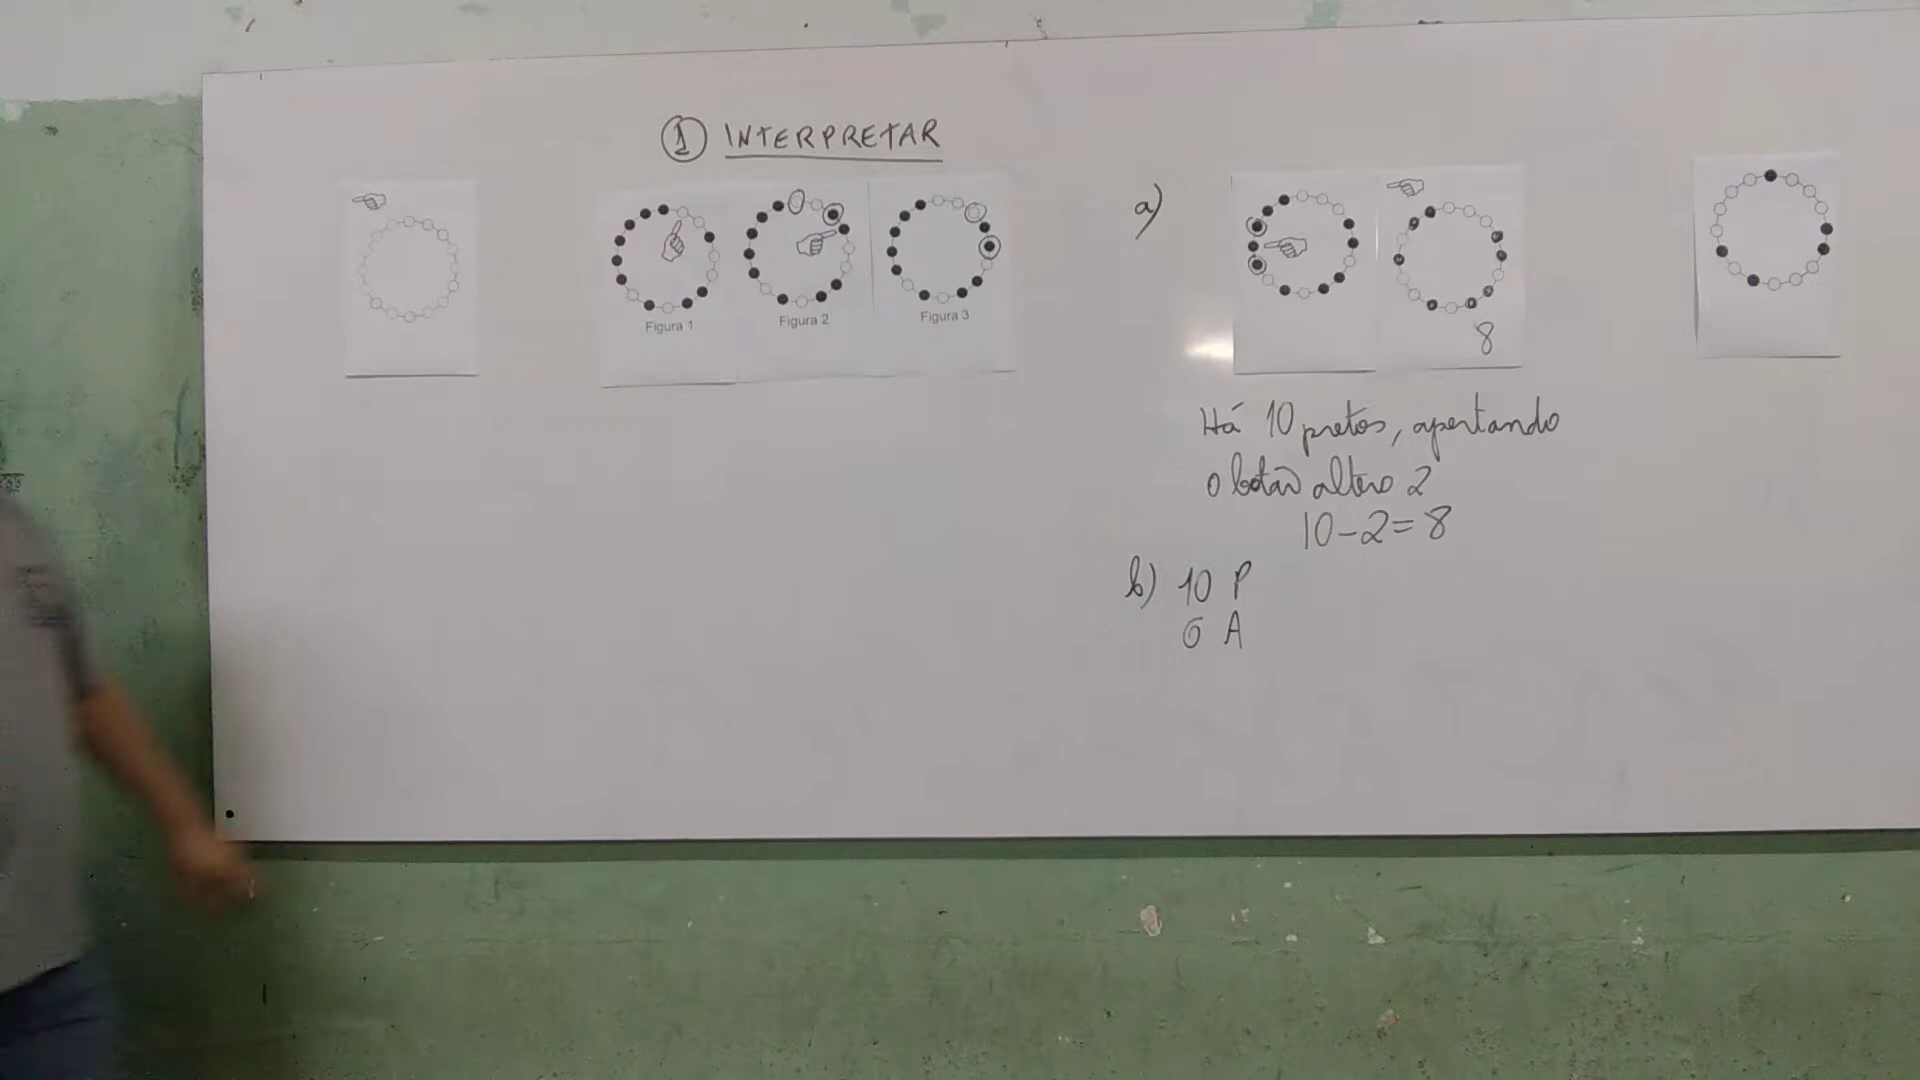 ① INTERPRETAR
Figura 1
Figura 2
Figura 3
a)
8
Há 10 pretos, apertando
o botão altero 2
10-2=8
b) 10 P
6 A